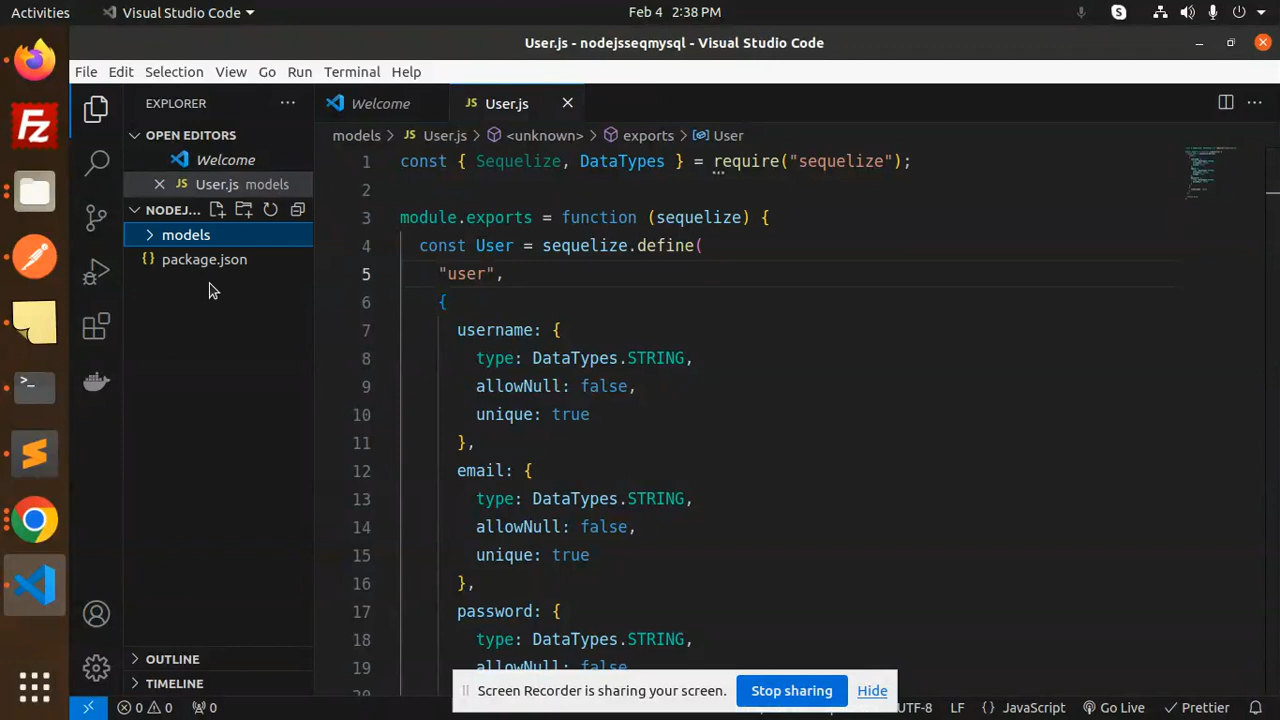 Activities
Visual Studio Code
Feb 4 2:38 PM
User.js - nodejsseqmysql - Visual Studio Code
File Edit Selection View Go Run Terminal Help
EXPLORER
Welcome
User.js
OPEN EDITORS
Welcome
User.js models
NODEJ...
models
package.json
OUTLINE
TIMELINE
models > User.js > <unknown> > exports > User
1 const { Sequelize, DataTypes } = require("sequelize");
2
3 module.exports = function (sequelize) {
4 const User = sequelize.define(
5 "user",
6 {
7 username: {
8 type: DataTypes.STRING,
9 allowNull: false,
10 unique: true
11 },
12 email: {
13 type: DataTypes.STRING,
14 allowNull: false,
15 unique: true
16 },
17 password: {
18 type: DataTypes.STRING,
19 allowNull: false
Screen Recorder is sharing your screen.
Stop sharing
Hide
0 0 0
UTF-8 LF {} JavaScript Go Live Prettier